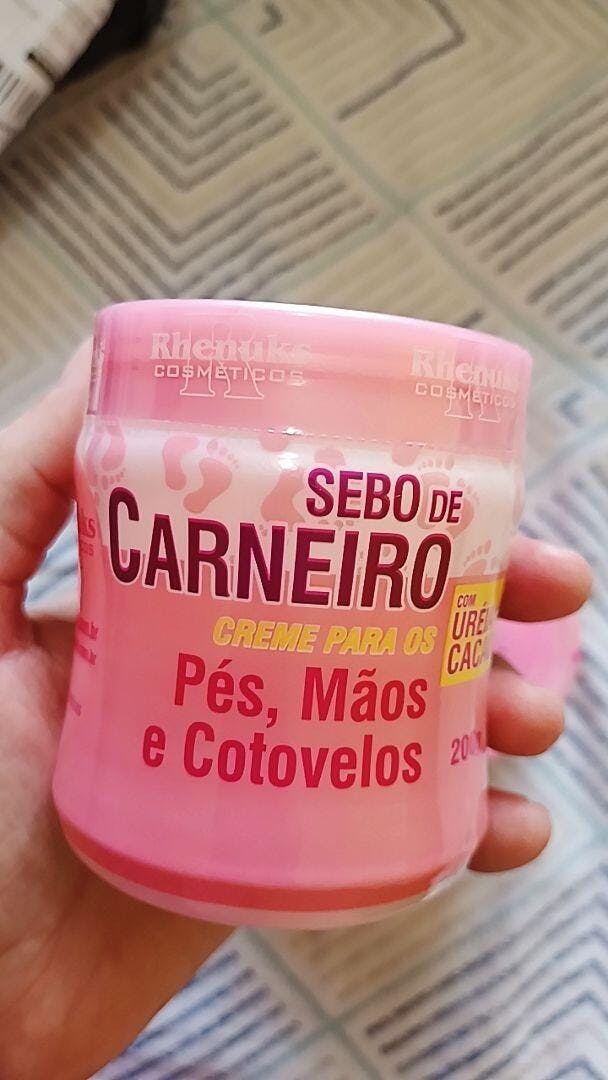 Rhenuks
COSMÉTICOS
Rhenuks
COSMÉTICOS
SEBO DE
CARNEIRO
CREME PARA OS
Pés, Mãos
e Cotovelos
COM